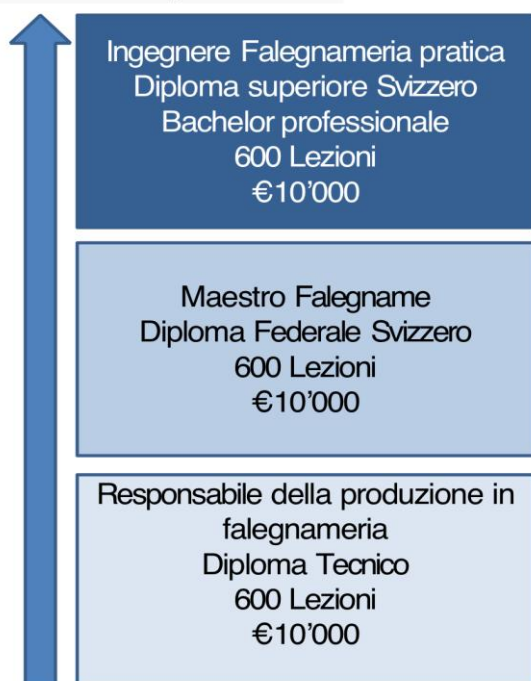 Ingegnere Falegnameria pratica
Diploma superiore Svizzero
Bachelor professionale
600 Lezioni
€10’000
Maestro Falegname
Diploma Federale Svizzero
600 Lezioni
€10’000
Responsabile della produzione in
falegnameria
Diploma Tecnico
600 Lezioni
€10’000